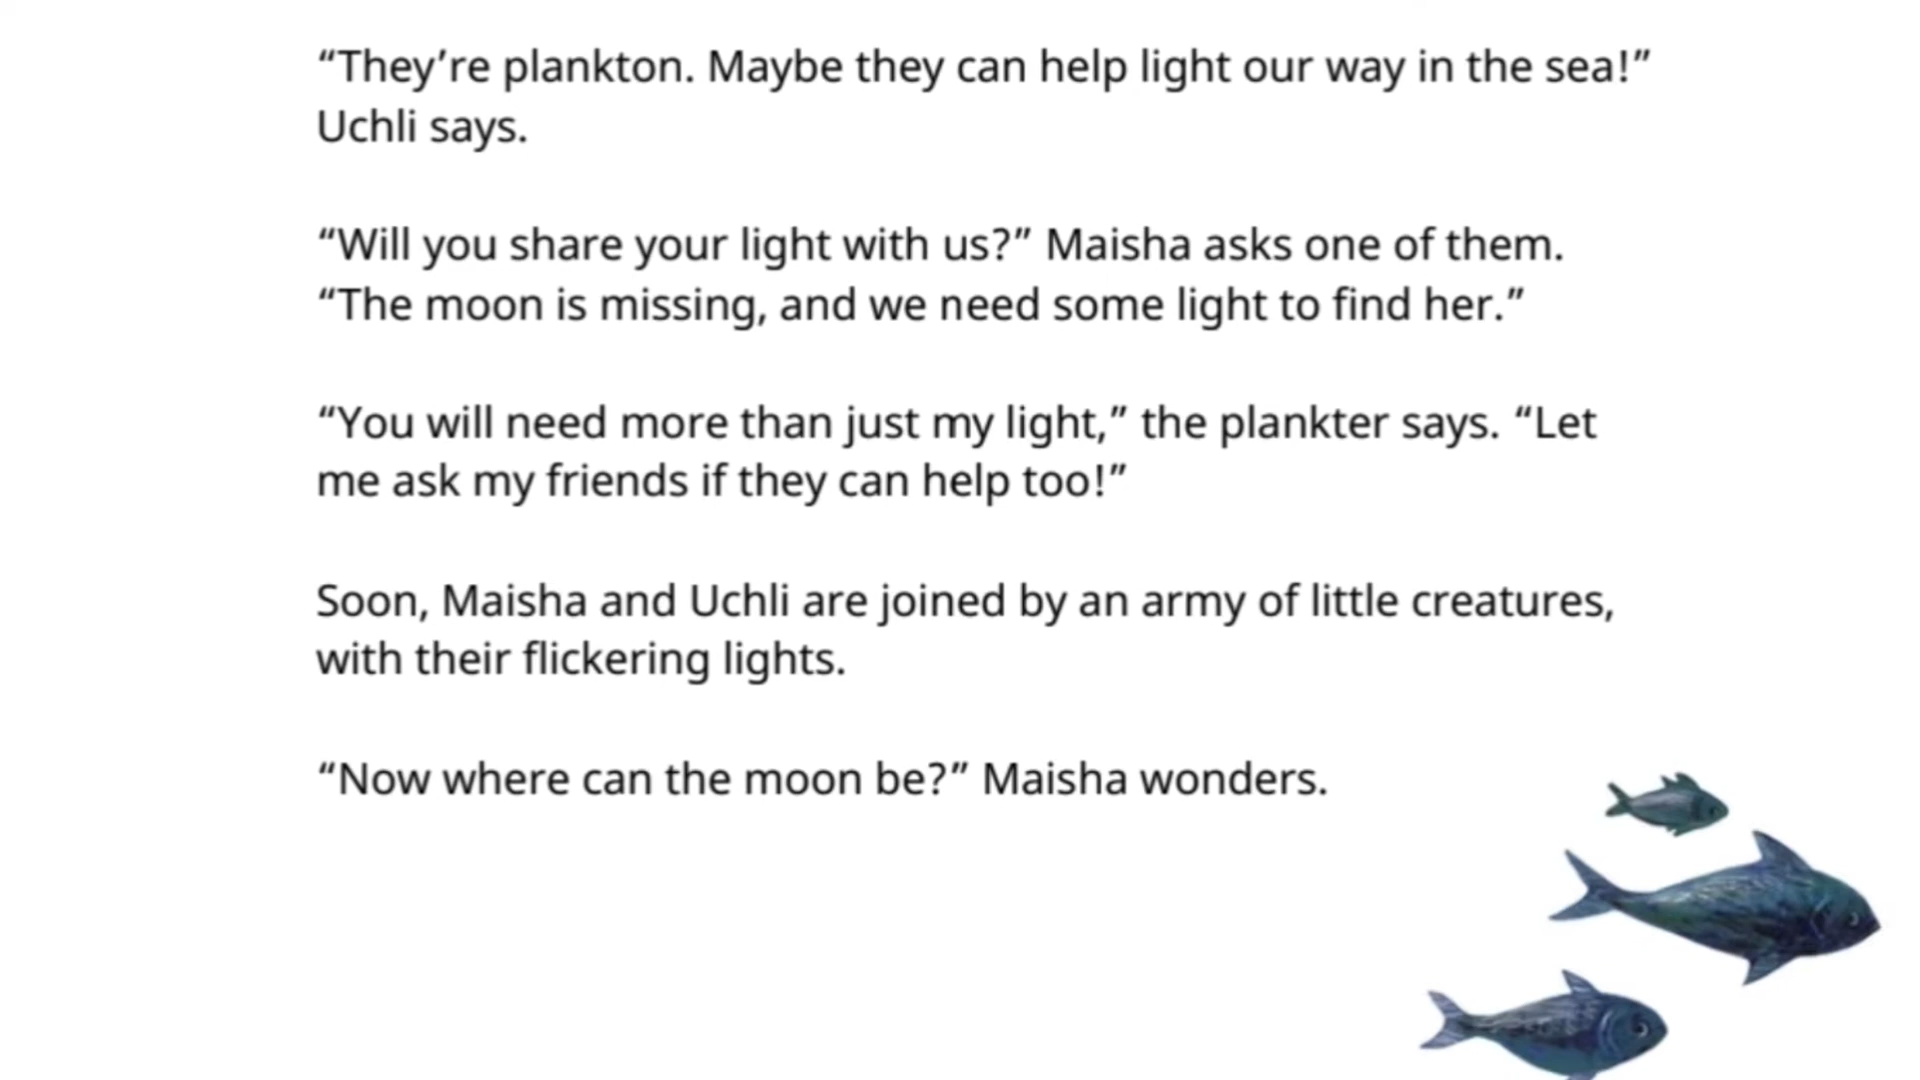 “They’re plankton. Maybe they can help light our way in the sea!”
Uchli says.
“Will you share your light with us?” Maisha asks one of them.
“The moon is missing, and we need some light to find her.”
“You will need more than just my light,” the plankter says. “Let
me ask my friends if they can help too!”
Soon, Maisha and Uchli are joined by an army of little creatures,
with their flickering lights.
“Now where can the moon be?” Maisha wonders.